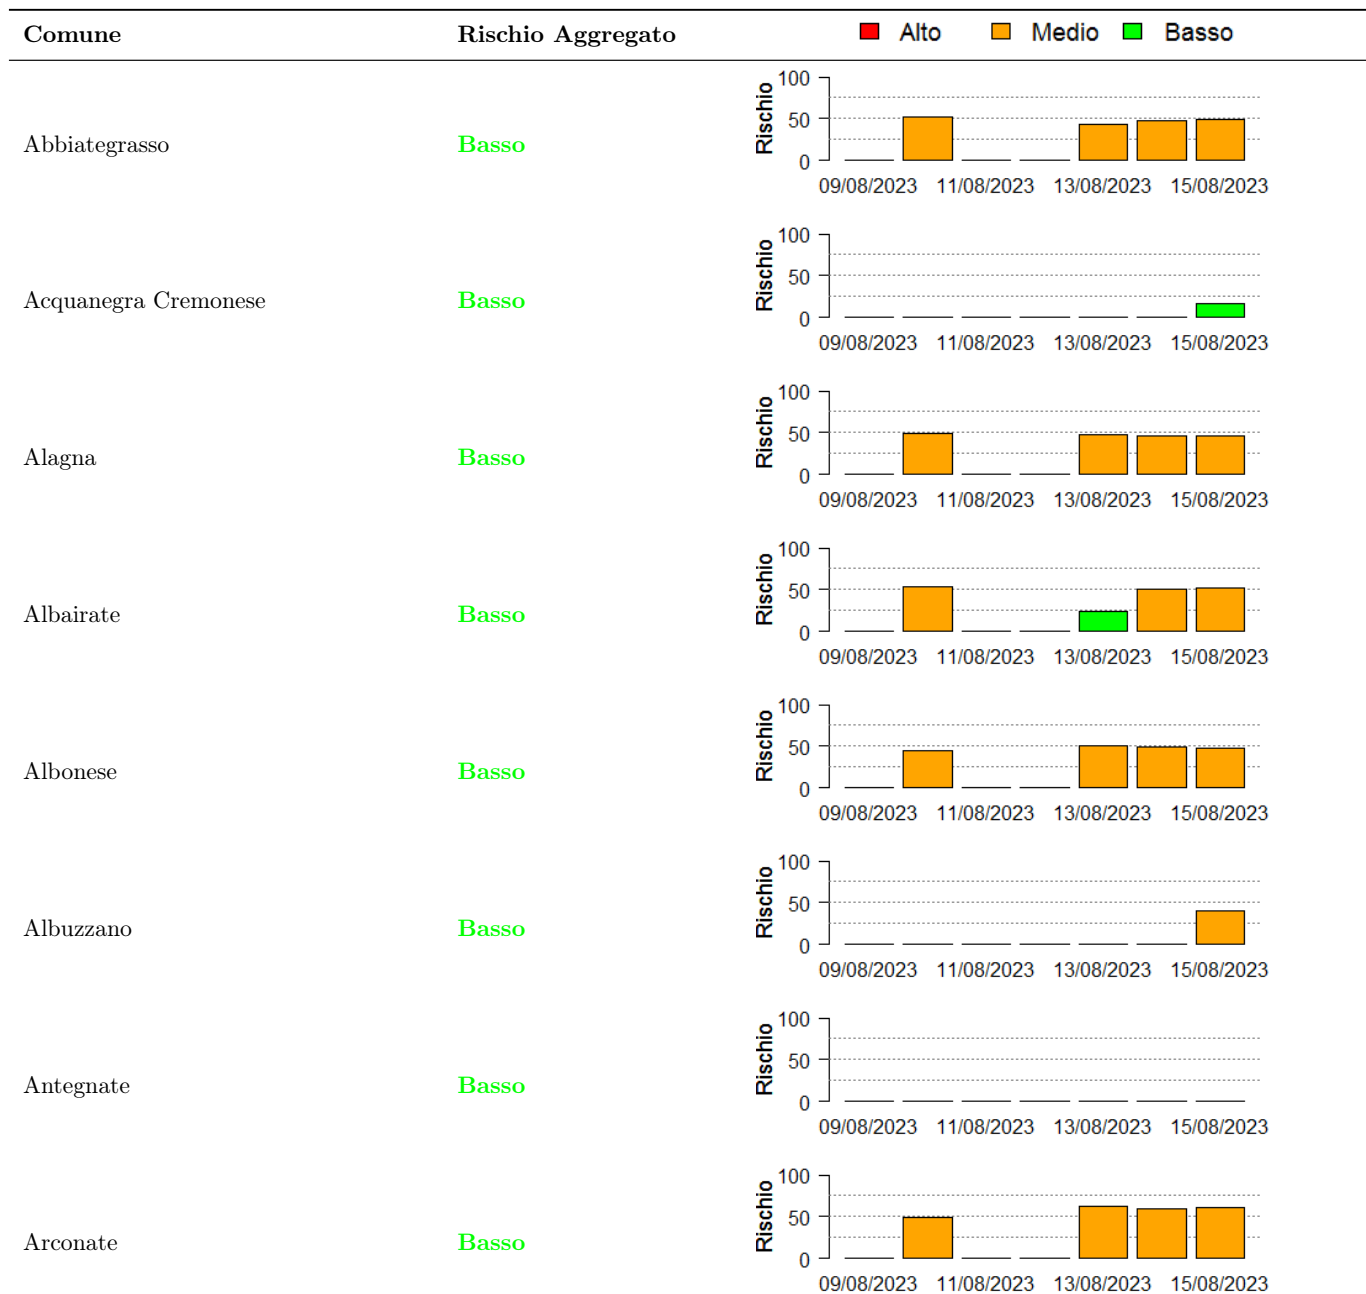 Comune Rischio Aggregato Alto Medio Basso
Abbiategrasso Basso
Rischio
100
50
0
09/08/2023 11/08/2023 13/08/2023 15/08/2023
Acquanegra Cremonese Basso
Rischio
100
50
0
09/08/2023 11/08/2023 13/08/2023 15/08/2023
Alagna Basso
Rischio
100
50
0
09/08/2023 11/08/2023 13/08/2023 15/08/2023
Albairate Basso
Rischio
100
50
0
09/08/2023 11/08/2023 13/08/2023 15/08/2023
Albonese Basso
Rischio
100
50
0
09/08/2023 11/08/2023 13/08/2023 15/08/2023
Albuzzano Basso
Rischio
100
50
0
09/08/2023 11/08/2023 13/08/2023 15/08/2023
Antegnate Basso
Rischio
100
50
0
09/08/2023 11/08/2023 13/08/2023 15/08/2023
Arconate Basso
Rischio
100
50
0
09/08/2023 11/08/2023 13/08/2023 15/08/2023